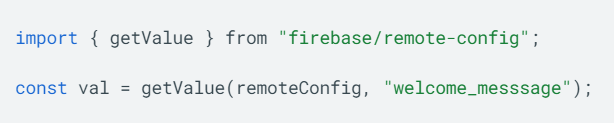 import { getValue } from "firebase/remote-config";
const val = getValue(remoteConfig, "welcome_messsage");